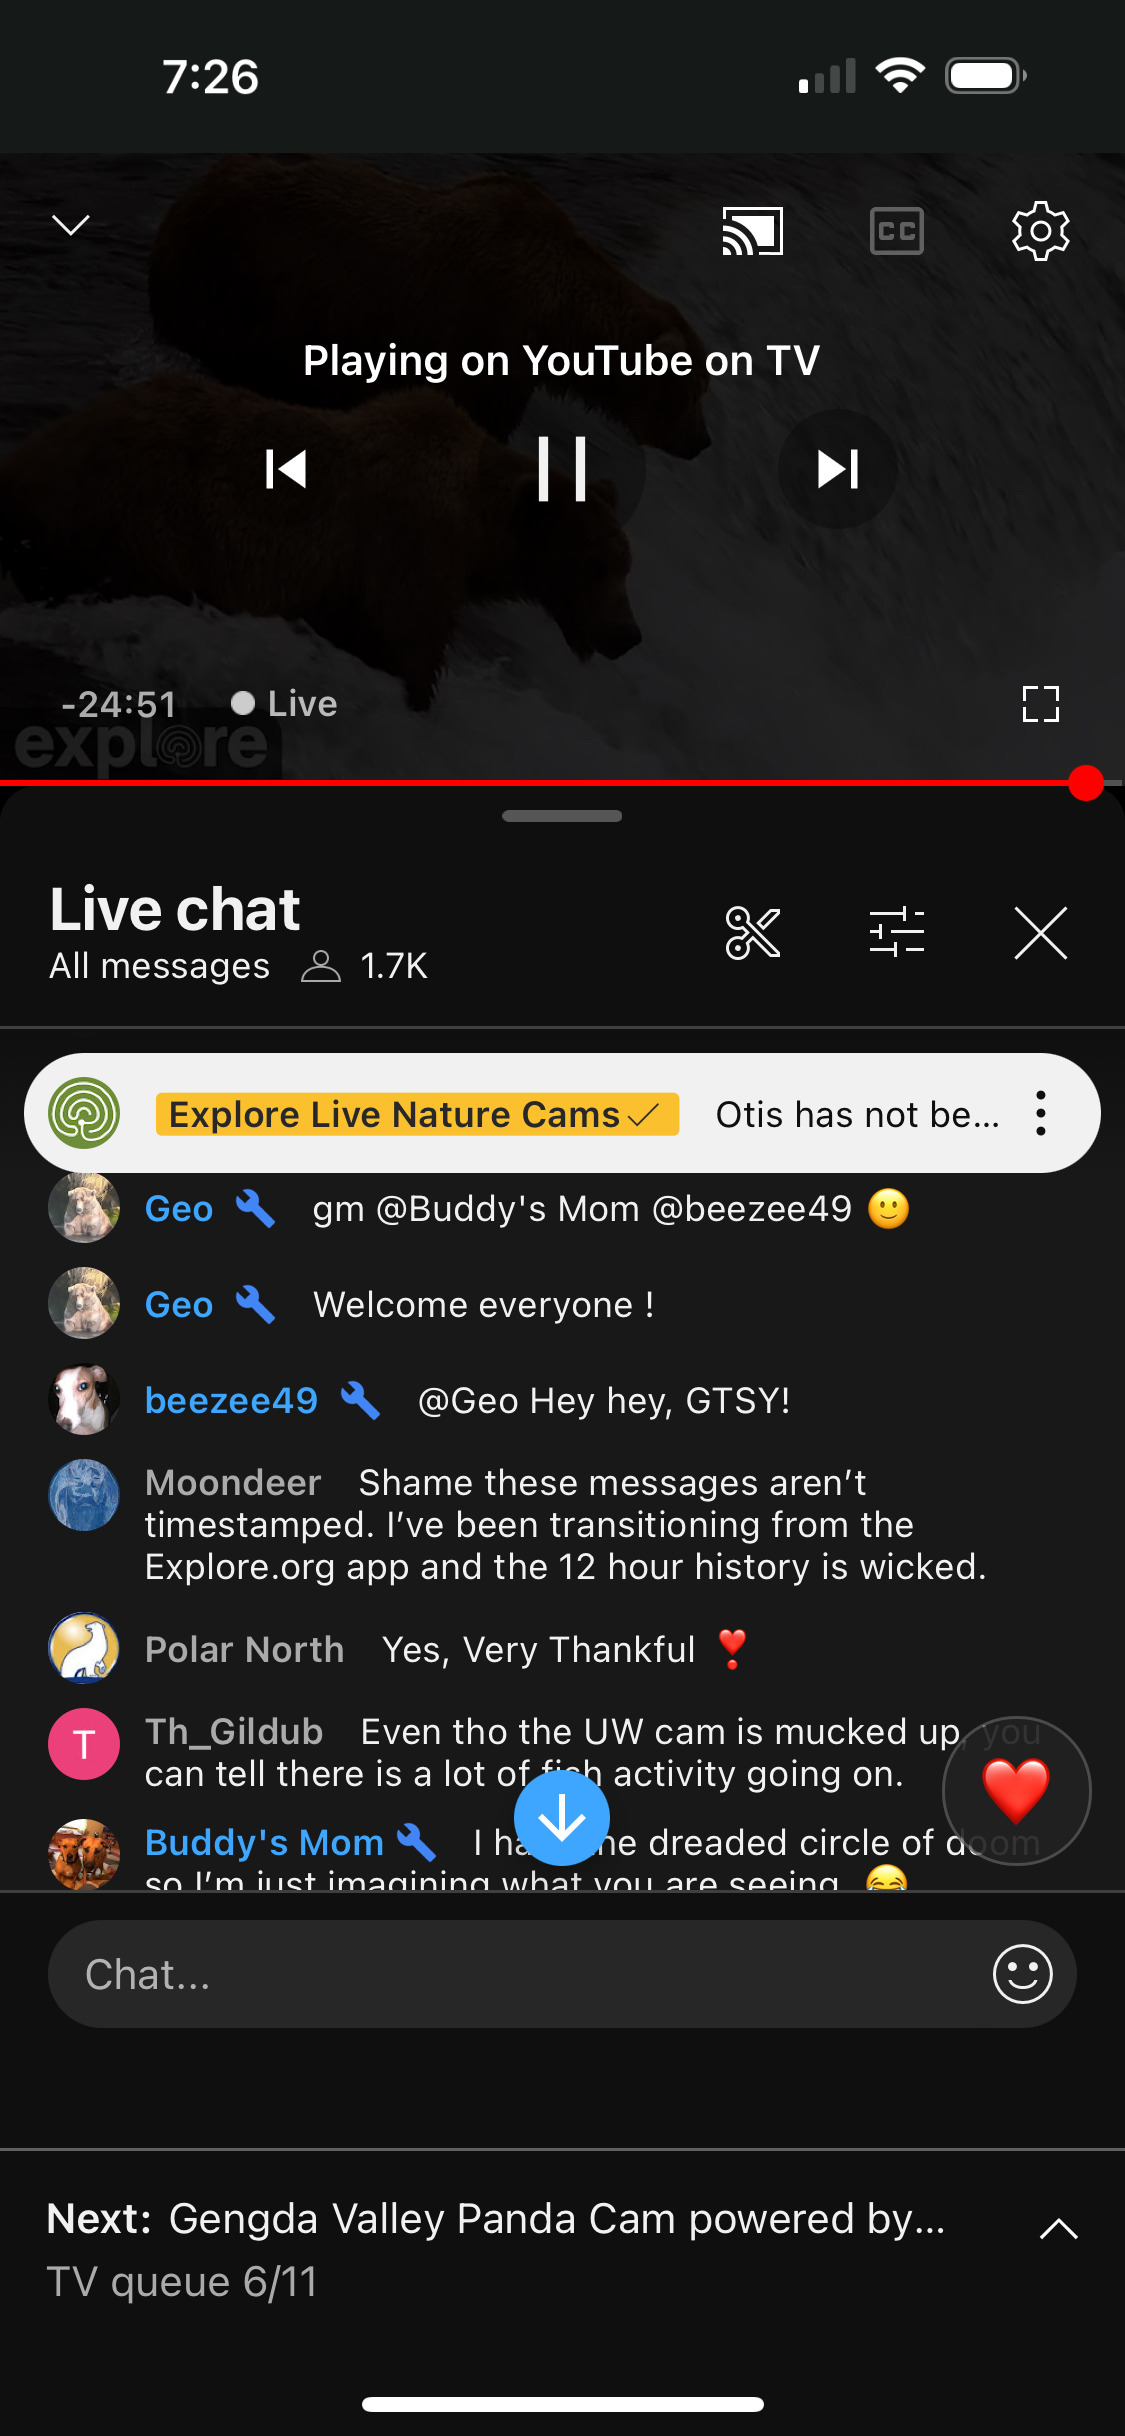 7:26
CC
Playing on YouTube on TV
-24:51 Live
explore
Live chat
All messages 1.7K
Explore Live Nature Cams Otis has not be...
Geo gm @Buddy's Mom @beezee49 🙂
Geo Welcome everyone !
beezee49 @Geo Hey hey, GTSY!
Moondeer Shame these messages aren’t
timestamped. I’ve been transitioning from the
Explore.org app and the 12 hour history is wicked.
Polar North Yes, Very Thankful ❣️
T
Th_Gildub Even tho the UW cam is mucked up, you
can tell there is a lot of fish activity going on.
Buddy's Mom I ha he dreaded circle of doom
so I’m just imagining what you are seeing. 😂
Chat...
Next: Gengda Valley Panda Cam powered by...
TV queue 6/11